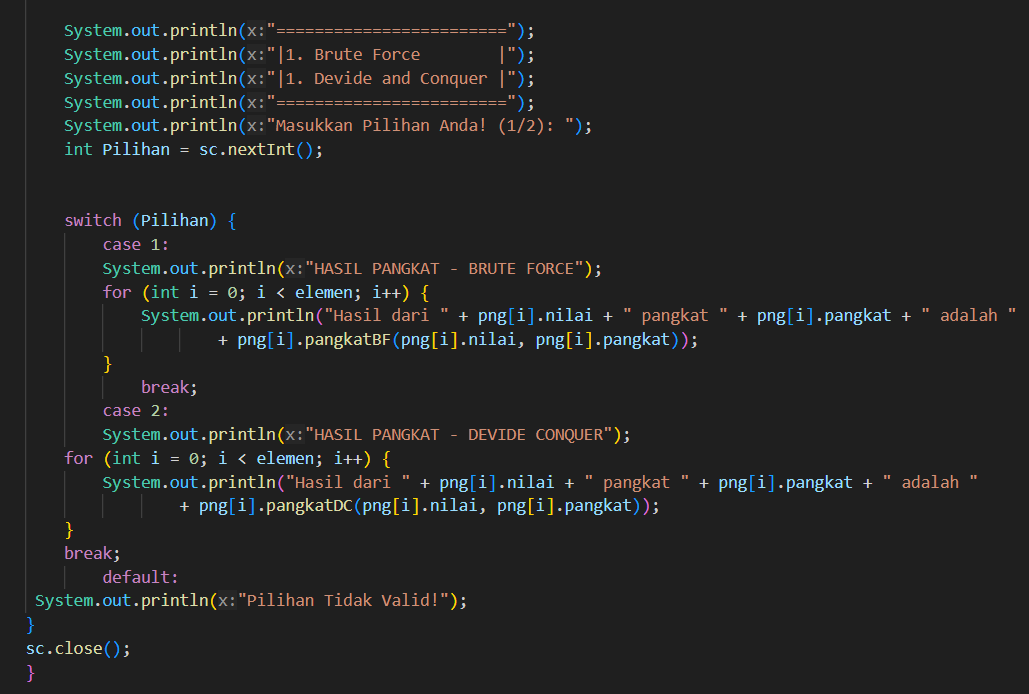 System.out.println(x:"========================");
System.out.println(x:"|1. Brute Force        |");
System.out.println(x:"|1. Devide and Conquer |");
System.out.println(x:"========================");
System.out.println(x:"Masukkan Pilihan Anda! (1/2): ");
int Pilihan = sc.nextInt();
switch (Pilihan) {
case 1:
System.out.println(x:"HASIL PANGKAT - BRUTE FORCE");
for (int i = 0; i < elemen; i++) {
System.out.println("Hasil dari " + png[i].nilai + " pangkat " + png[i].pangkat + " adalah "
+ png[i].pangkatBF(png[i].nilai, png[i].pangkat));
}
break;
case 2:
System.out.println(x:"HASIL PANGKAT - DEVIDE CONQUER");
for (int i = 0; i < elemen; i++) {
System.out.println("Hasil dari " + png[i].nilai + " pangkat " + png[i].pangkat + " adalah "
+ png[i].pangkatDC(png[i].nilai, png[i].pangkat));
}
break;
default:
System.out.println(x:"Pilihan Tidak Valid!");
}
sc.close();
}